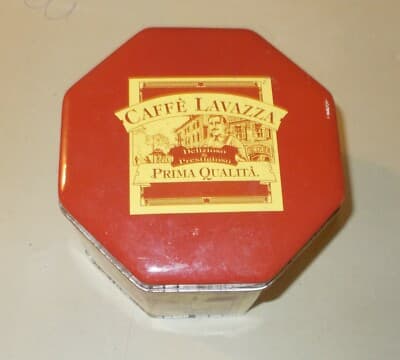 CAFFÈ LAVAZZA
Delizioso
e
Prestigioso
PRIMA QUALITÀ